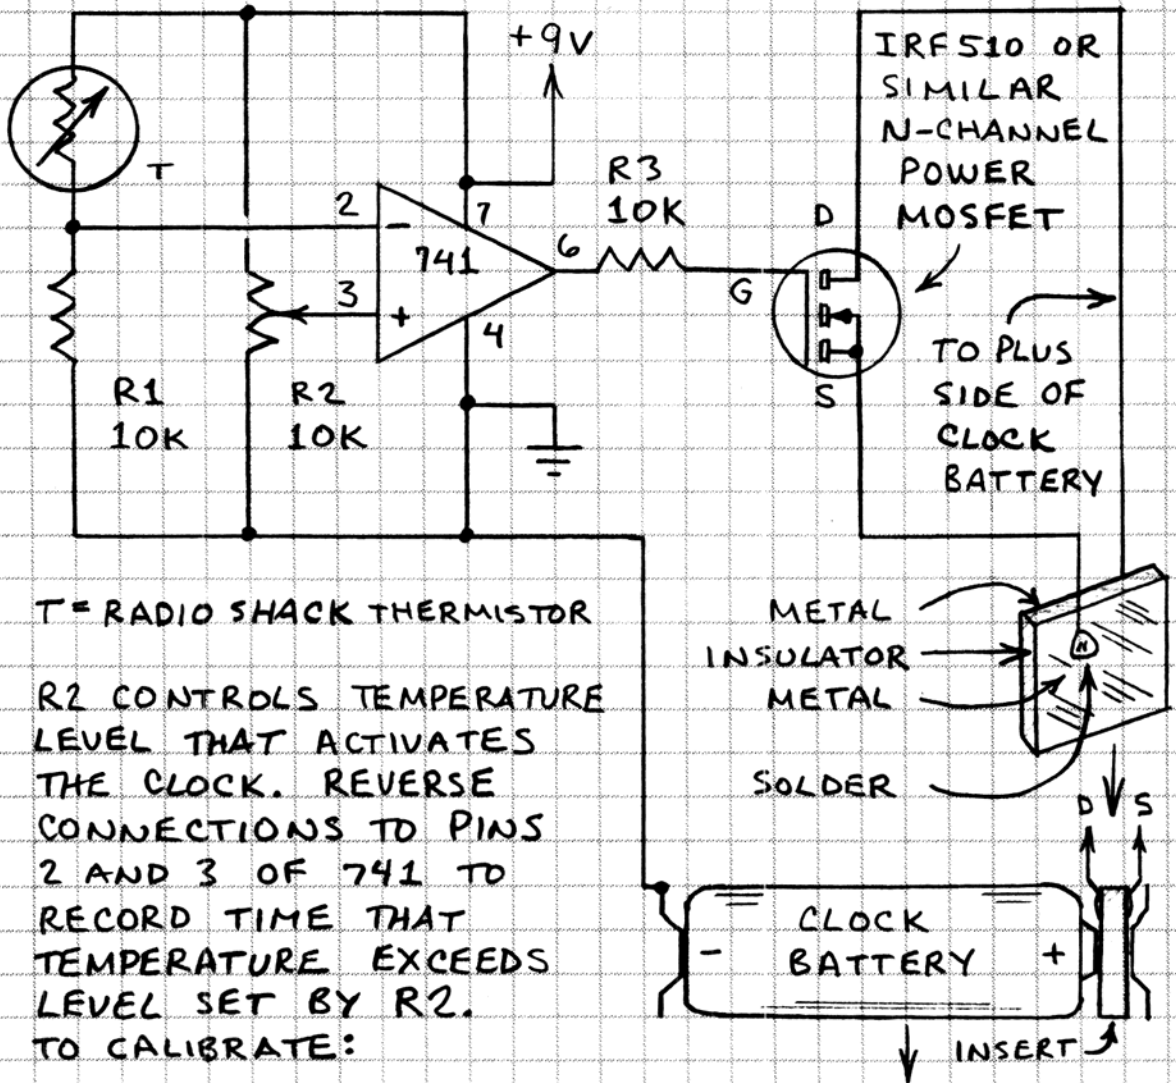 +9V
IRF510 OR
SIMILAR
N-CHANNEL
POWER
MOSFET
T
R3
10K
2
7
-
741
6
D
3
+
4
G
S
R1
10K
R2
10K
TO PLUS
SIDE OF
CLOCK
BATTERY
T = RADIO SHACK THERMISTOR
R2 CONTROLS TEMPERATURE
LEVEL THAT ACTIVATES
THE CLOCK. REVERSE
CONNECTIONS TO PINS
2 AND 3 OF 741 TO
RECORD TIME THAT
TEMPERATURE EXCEEDS
LEVEL SET BY R2.
TO CALIBRATE:
METAL
INSULATOR
METAL
SOLDER
D S
- CLOCK
BATTERY +
INSERT